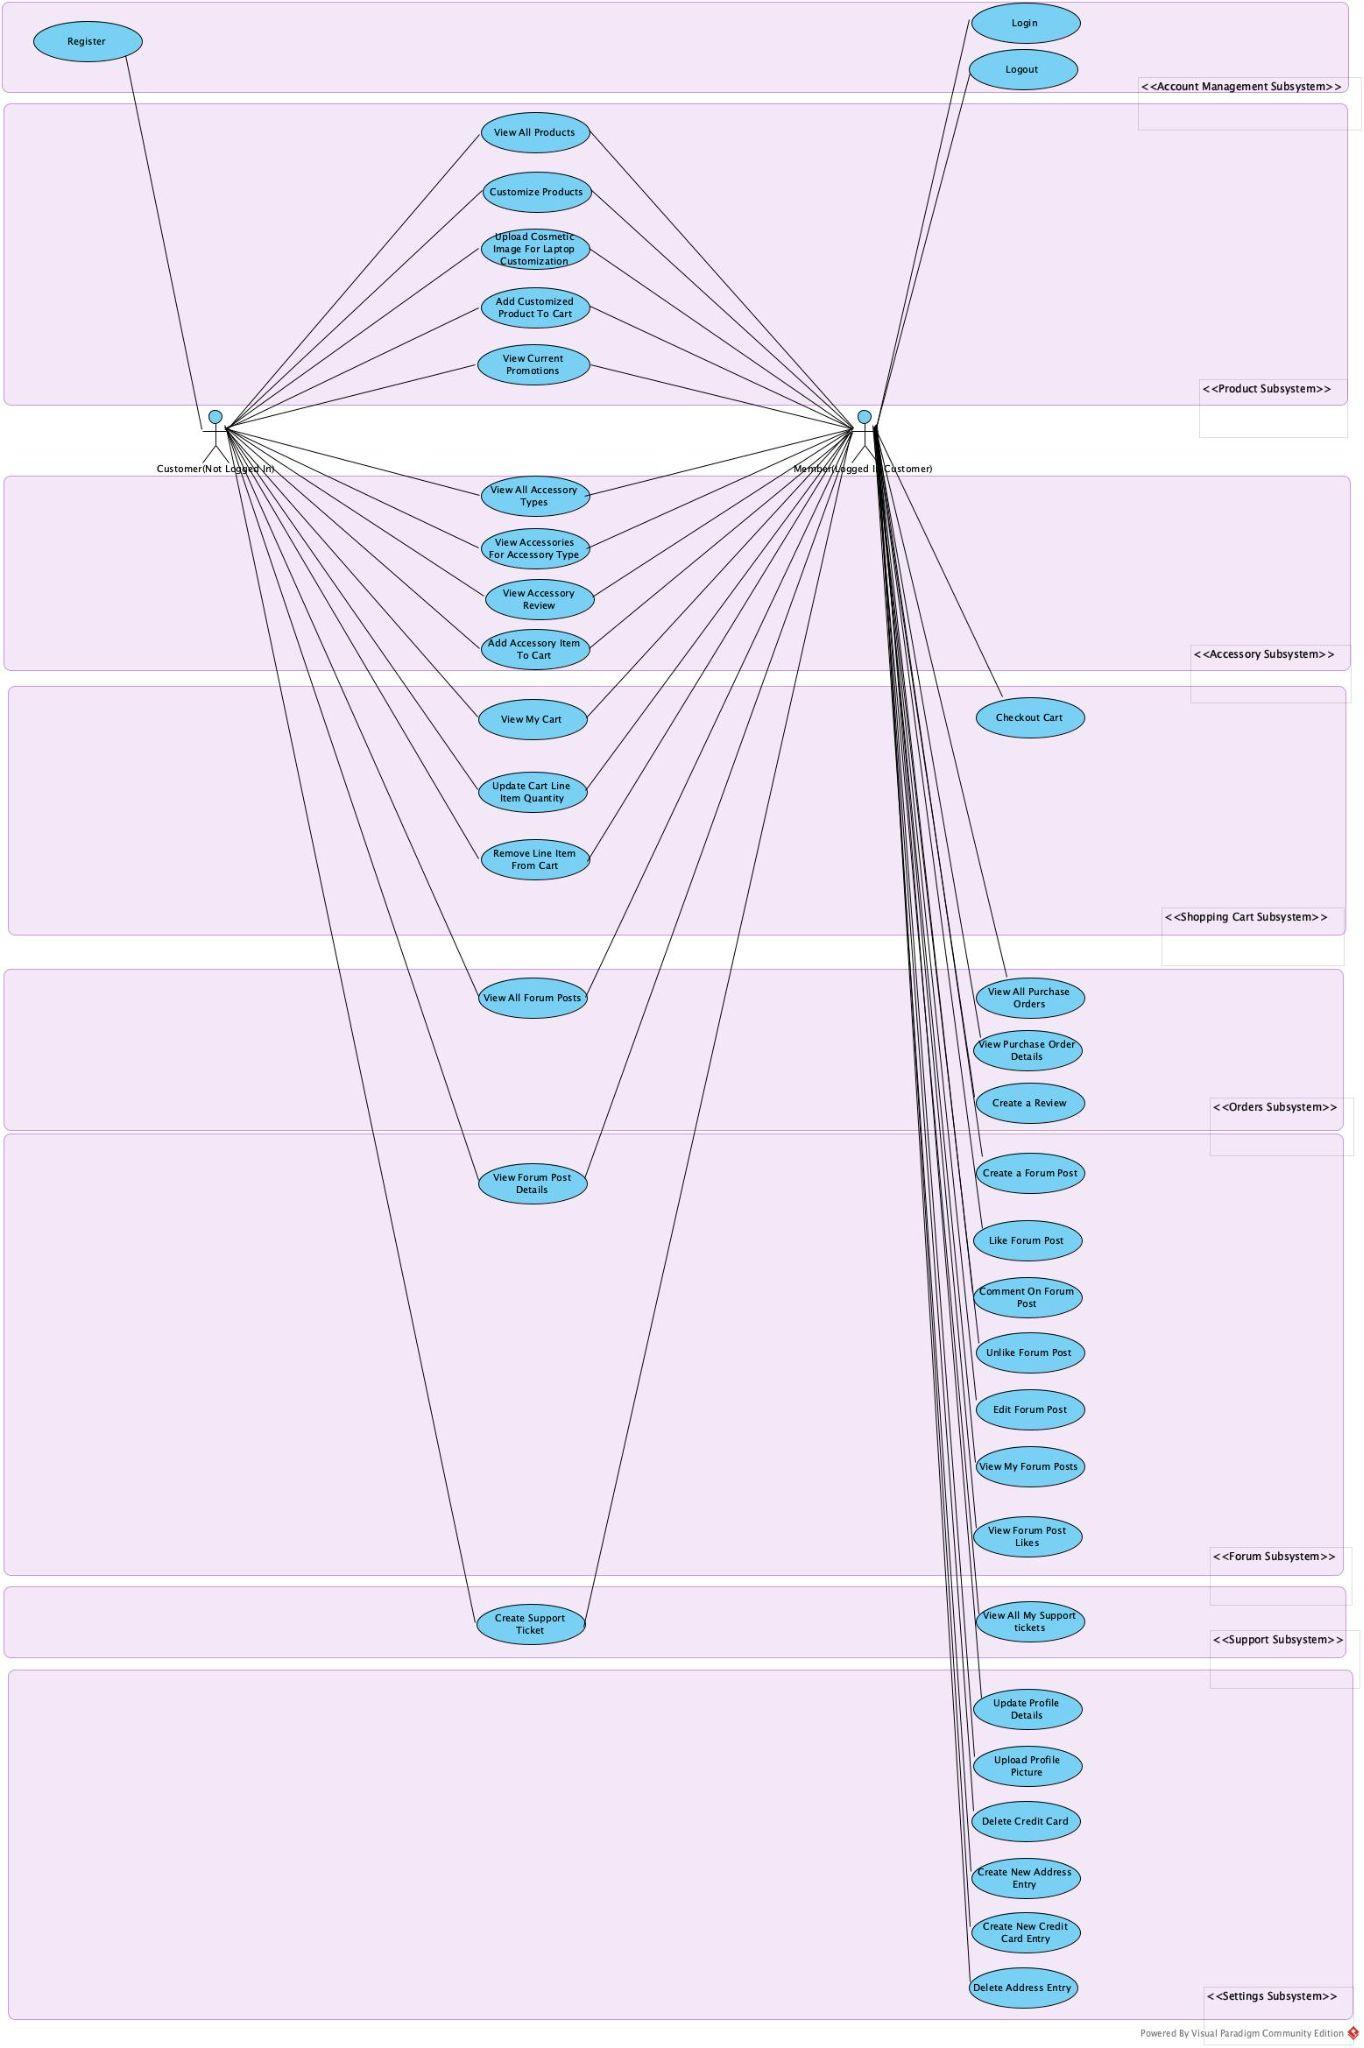 Login
Register
Logout
<<Account Management Subsystem>>
View All Products
Customize Products
Upload Cosmetic
Image For Laptop
Customization
Add Customized
Product To Cart
View Current
Promotions
<<Product Subsystem>>
Customer(Not Logged In)
Member(Logged In Customer)
View All Accessory
Types
View Accessories
For Accessory Type
View Accessory
Review
Add Accessory Item
To Cart
<<Accessory Subsystem>>
View My Cart
Checkout Cart
Update Cart Line
Item Quantity
Remove Line Item
From Cart
<<Shopping Cart Subsystem>>
View All Forum Posts
View All Purchase
Orders
View Purchase Order
Details
Create a Review
<<Orders Subsystem>>
View Forum Post
Details
Create a Forum Post
Like Forum Post
Comment On Forum
Post
Unlike Forum Post
Edit Forum Post
View My Forum Posts
View Forum Post
Likes
<<Forum Subsystem>>
Create Support
Ticket
View All My Support
tickets
<<Support Subsystem>>
Update Profile
Details
Upload Profile
Picture
Delete Credit Card
Create New Address
Entry
Create New Credit
Card Entry
Delete Address Entry
<<Settings Subsystem>>
Powered By Visual Paradigm Community Edition